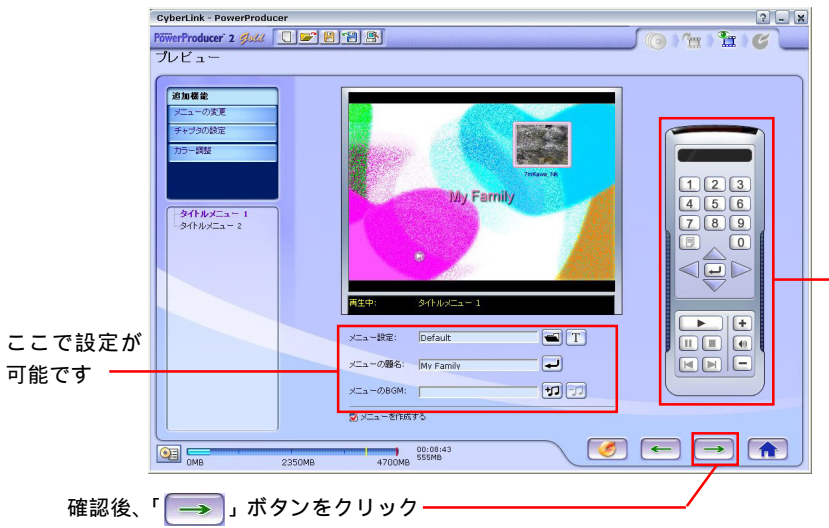 CyberLink - PowerProducer
PowerProducer 2 Gold
プレビュー
追加機能
メニューの変更
チャプタの設定
カラー調整
タイトルメニュー 1
タイトルメニュー 2
My Family
再生中: タイトルメニュー 1
メニュー設定: Default T
メニューの題名: My Family
メニューのBGM:
メニューを作成する
1 2 3
4 5 6
7 8 9
0
ここで設定が
可能です
0MB 2350MB 4700MB
00:08:43
555MB
確認後、「 」ボタンをクリック